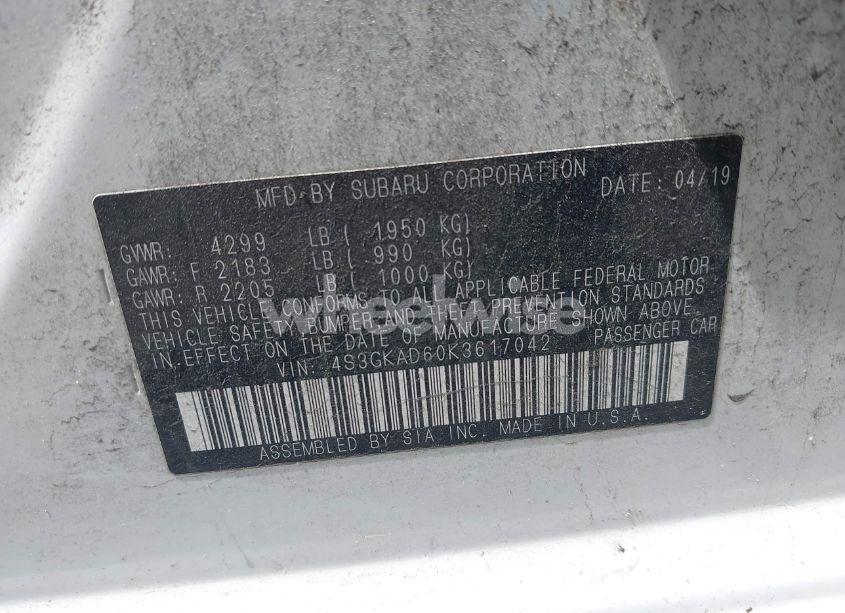 MFD BY SUBARU CORPORATION DATE: 04/19
GVWR: 4299 LB ( 1950 KG)
GAWR: F 2183 LB ( 990 KG)
GAWR: R 2205 LB ( 1000 KG)
THIS VEHICLE CONFORMS TO ALL APPLICABLE FEDERAL MOTOR
VEHICLE SAFETY BUMPER AND THEFT PREVENTION STANDARDS
IN EFFECT ON THE DATE OF MANUFACTURE SHOWN ABOVE.
VIN: 4S3GKAD60K3617042 PASSENGER CAR
ASSEMBLED BY SIA INC. MADE IN U.S.A.
wheelwise